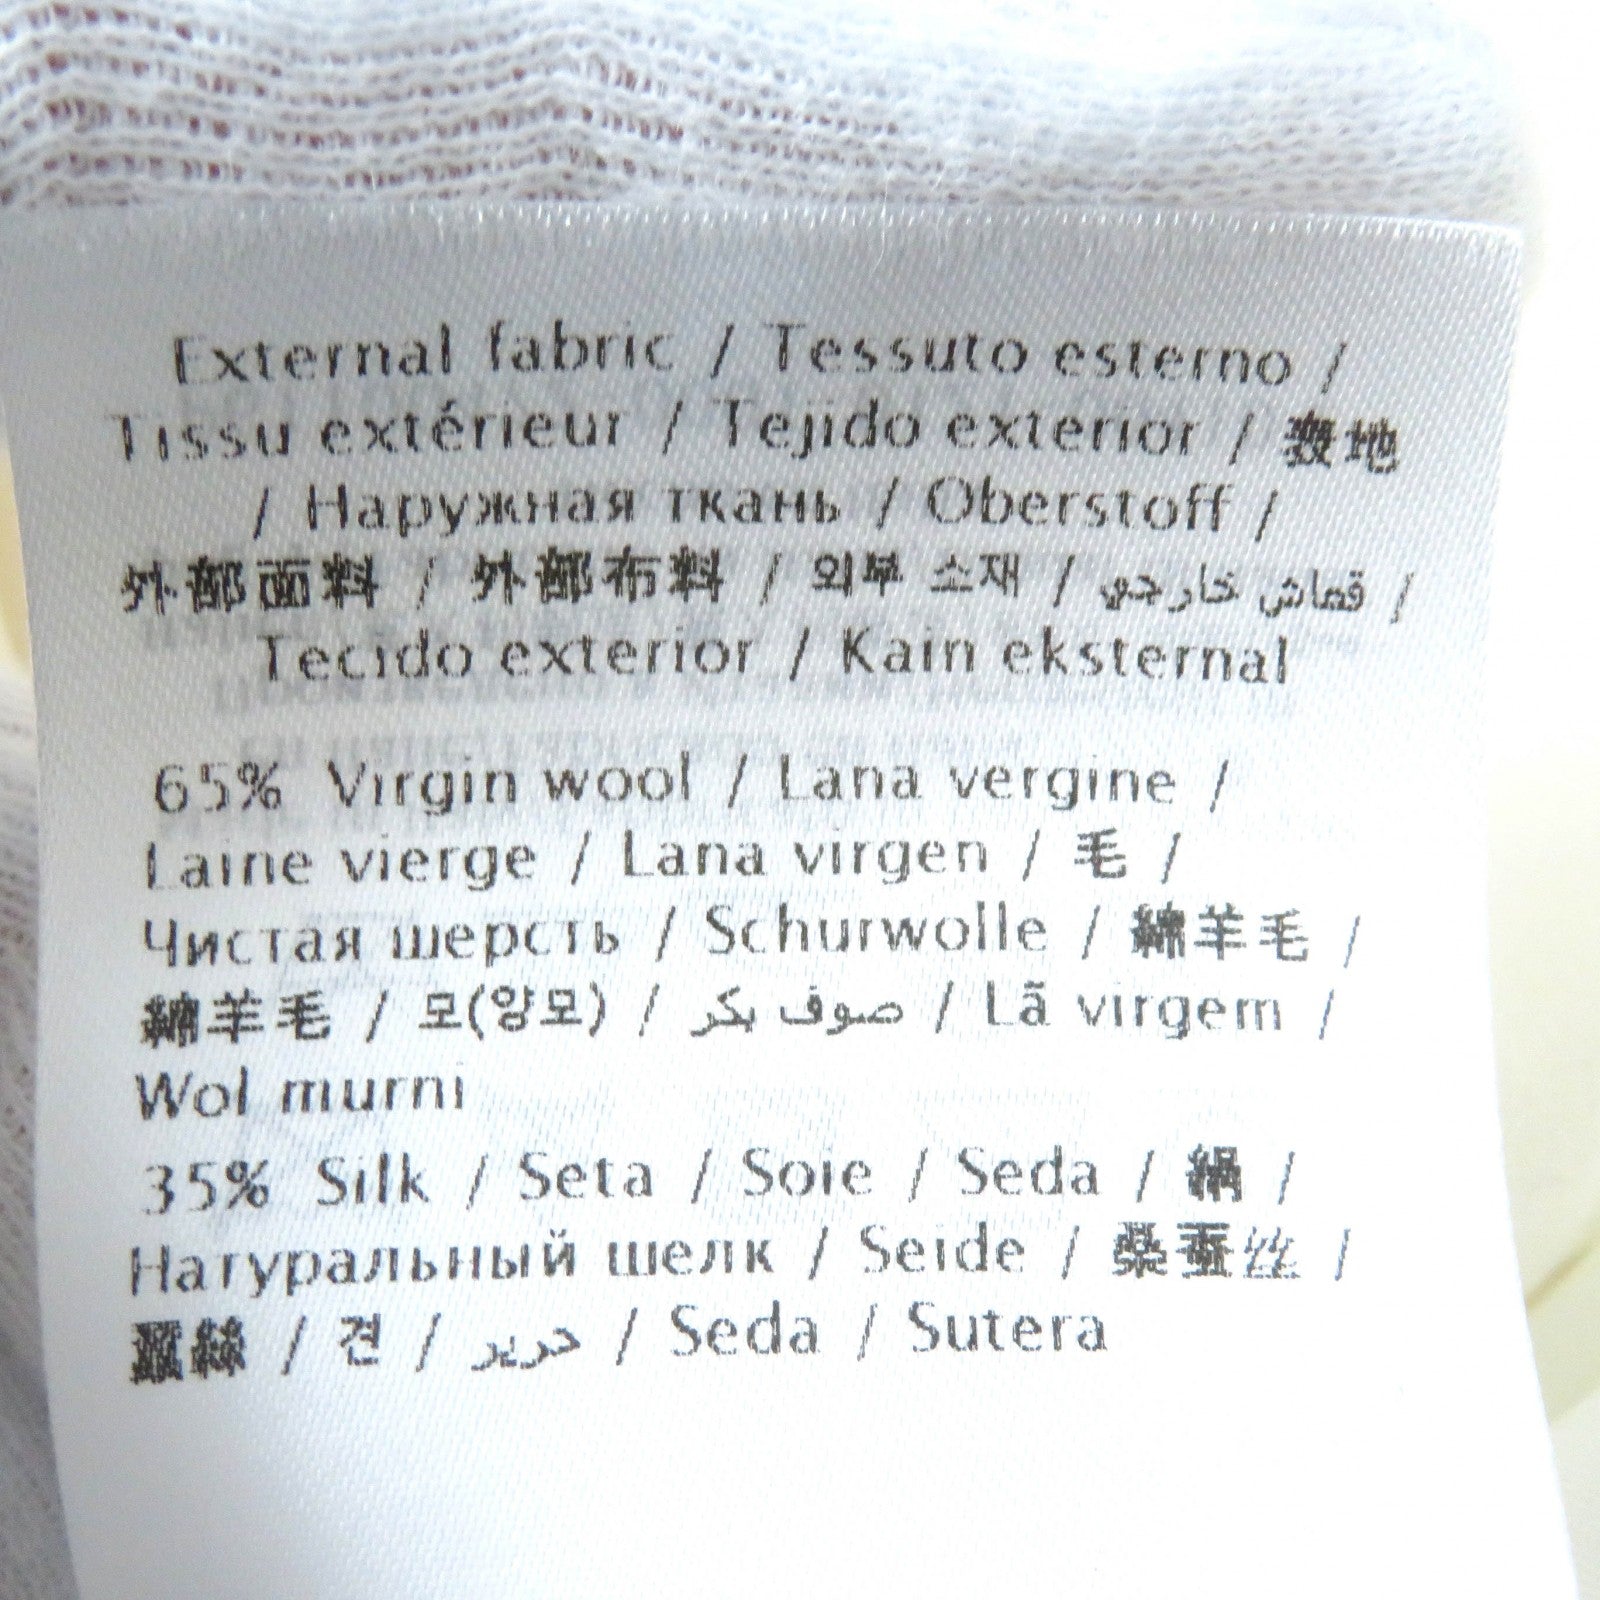 External fabric / Tessuto esterno /
Tissu extérieur / Tejido exterior / 表地
/ Наружная ткань / Oberstoff /
外部面料 / 外部布料 / 외부 소재 / قماش خارجي /
Tecido exterior / Kain eksternal
65% Virgin wool / Lana vergine /
Laine vierge / Lana virgen / 毛 /
Чистая шерсть / Schurwolle / 綿羊毛 /
綿羊毛 / 모(양모) / صوف بكر / Lã virgem /
Wol murni
35% Silk / Seta / Soie / Seda / 絹 /
Натуральный шелк / Seide / 桑蚕丝 /
蠶絲 / 견 / حرير / Seda / Sutera